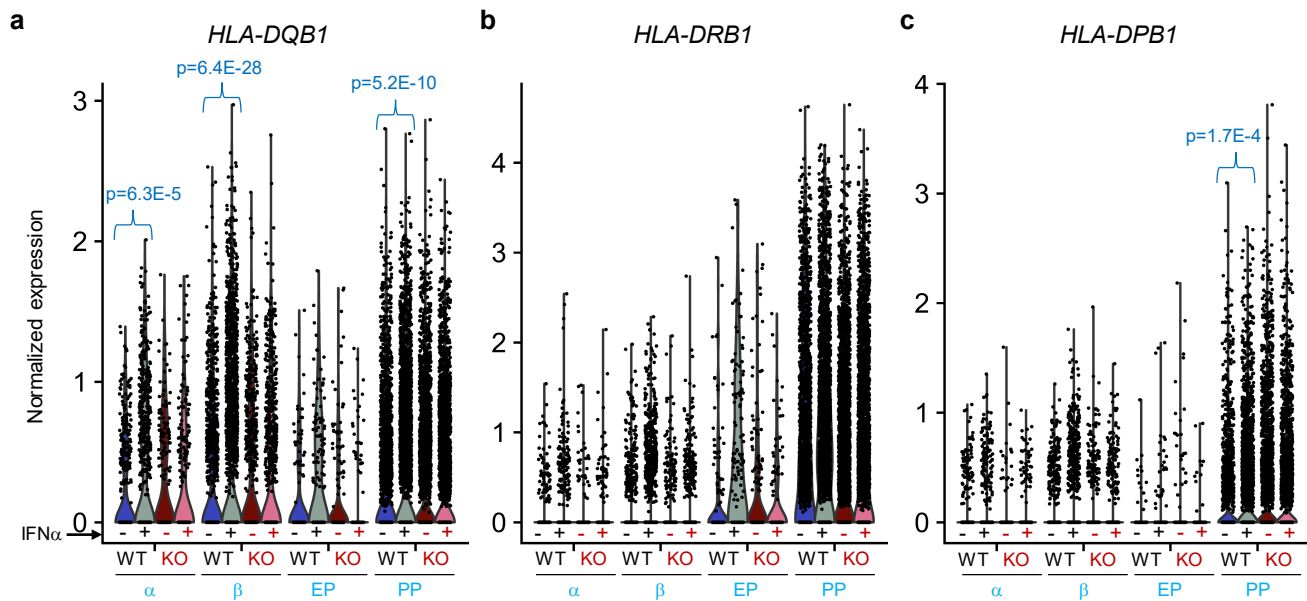 a
HLA-DQB1
b
HLA-DRB1
c
HLA-DPB1
Normalized expression
3
2
1
0
p=6.3E-5
p=6.4E-28
p=5.2E-10
IFNα
- + - + - + - + - + - + - + - +
WT KO WT KO WT KO WT KO
α β EP PP
4
3
2
1
0
- + - + - + - + - + - + - + - +
WT KO WT KO WT KO WT KO
α β EP PP
4
3
2
1
0
p=1.7E-4
- + - + - + - + - + - + - + - +
WT KO WT KO WT KO WT KO
α β EP PP